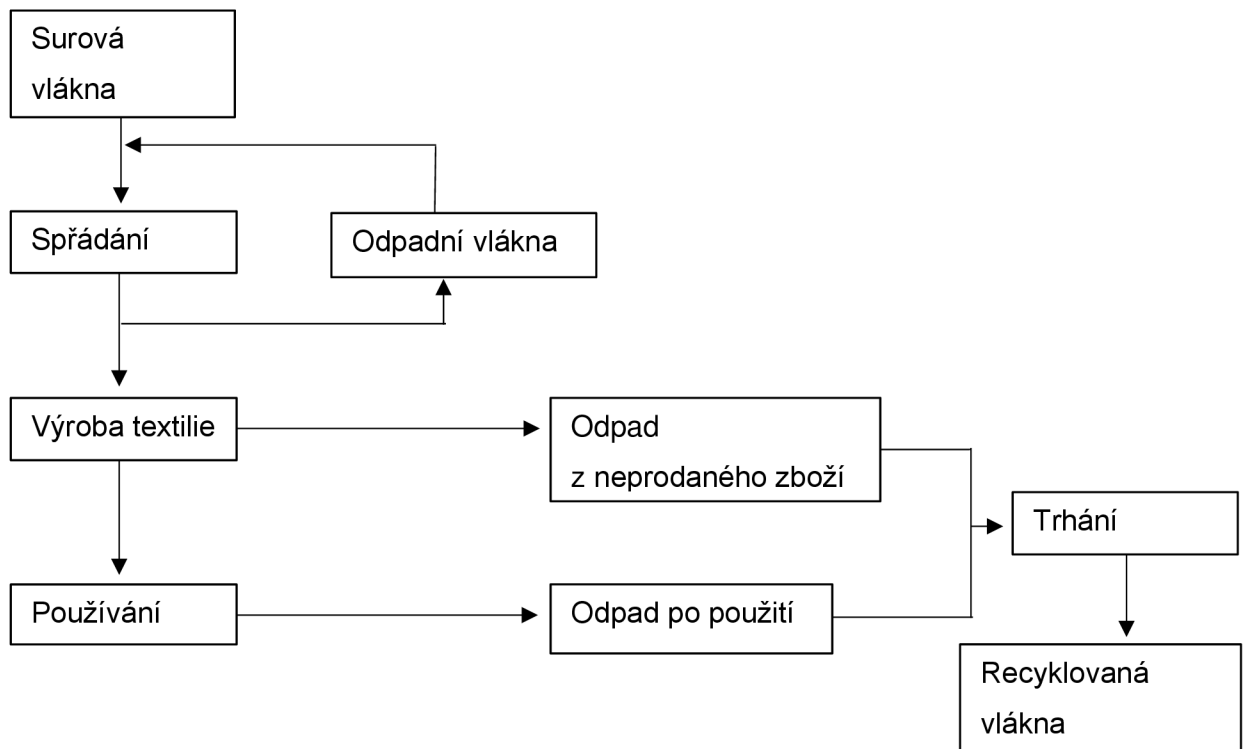 Surová
vlákna
Spřádání
Odpadní vlákna
Výroba textilie
Odpad
z neprodaného zboží
Trhání
Používání
Odpad po použití
Recyklovaná
vlákna